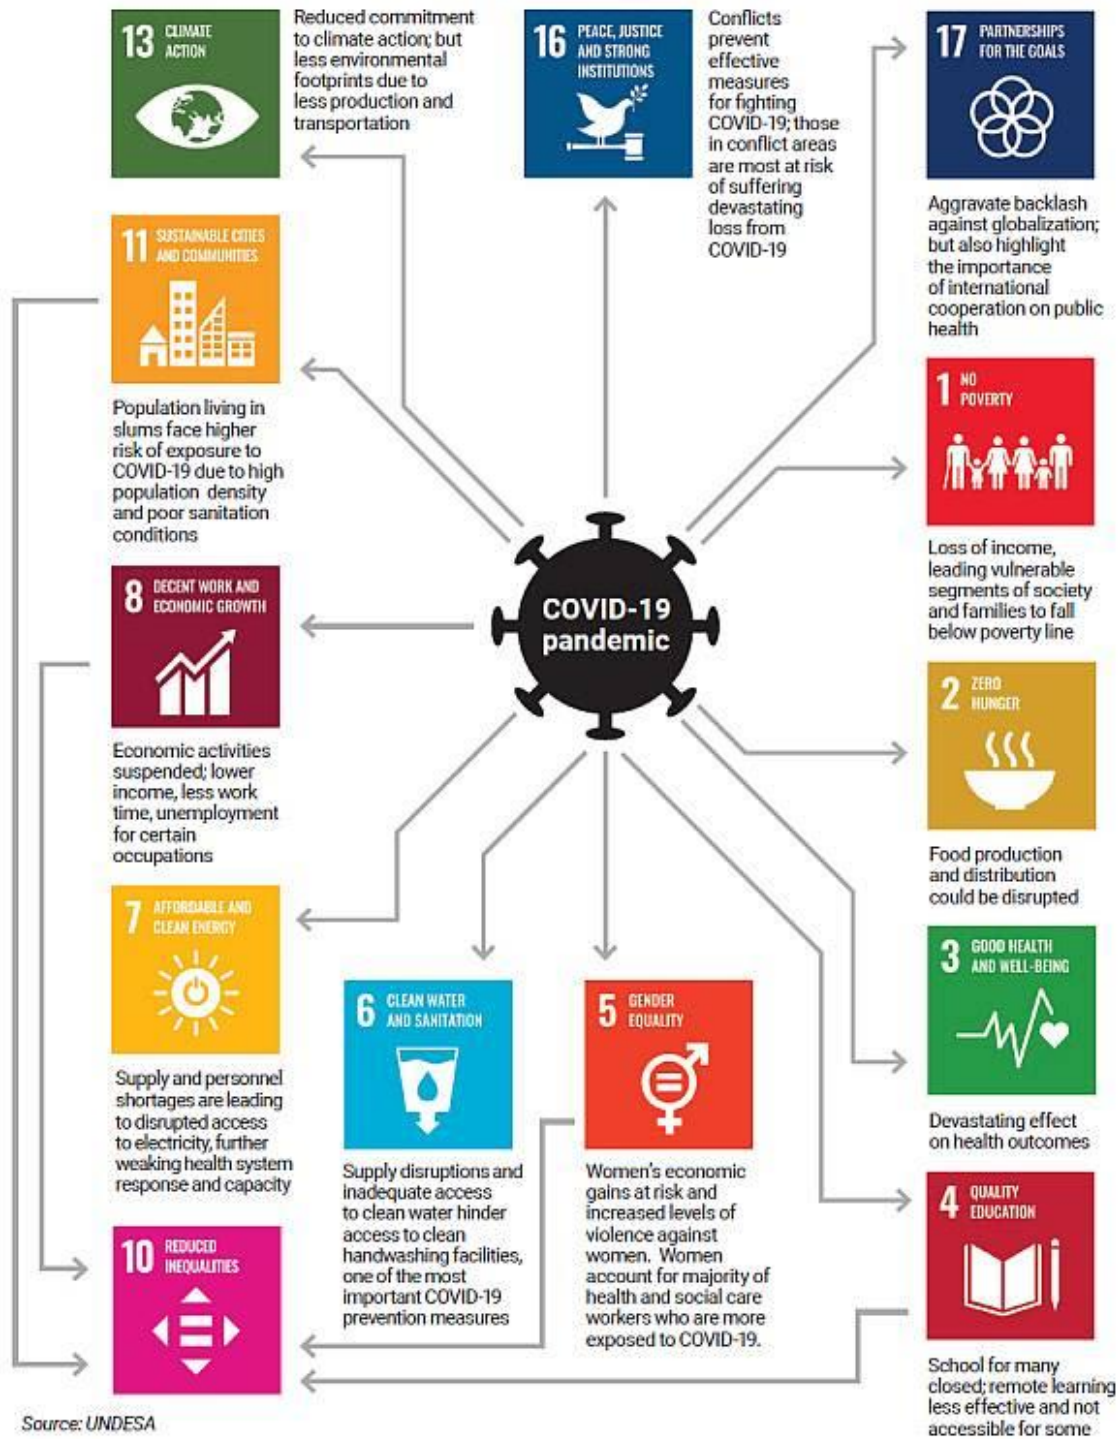 13 CLIMATE
ACTION
Reduced commitment
to climate action; but
less environmental
footprints due to
less production and
transportation
16 PEACE, JUSTICE
AND STRONG
INSTITUTIONS
Conflicts
prevent
effective
measures
for fighting
COVID-19; those
in conflict areas
are most at risk
of suffering
devastating
loss from
COVID-19
17 PARTNERSHIPS
FOR THE GOALS
Aggravate backlash
against globalization;
but also highlight
the importance
of international
cooperation on public
health
11 SUSTAINABLE CITIES
AND COMMUNITIES
Population living in
slums face higher
risk of exposure to
COVID-19 due to high
population density
and poor sanitation
conditions
1 NO
POVERTY
Loss of income,
leading vulnerable
segments of society
and families to fall
below poverty line
COVID-19
pandemic
8 DECENT WORK AND
ECONOMIC GROWTH
Economic activities
suspended; lower
income, less work
time, unemployment
for certain
occupations
2 ZERO
HUNGER
Food production
and distribution
could be disrupted
7 AFFORDABLE AND
CLEAN ENERGY
Supply and personnel
shortages are leading
to disrupted access
to electricity, further
weaking health system
response and capacity
6 CLEAN WATER
AND SANITATION
Supply disruptions and
inadequate access
to clean water hinder
access to clean
handwashing facilities,
one of the most
important COVID-19
prevention measures
5 GENDER
EQUALITY
Women's economic
gains at risk and
increased levels of
violence against
women. Women
account for majority of
health and social care
workers who are more
exposed to COVID-19.
3 GOOD HEALTH
AND WELL-BEING
Devastating effect
on health outcomes
4 QUALITY
EDUCATION
School for many
closed; remote learning
less effective and not
accessible for some
10 REDUCED
INEQUALITIES
Source: UNDESA